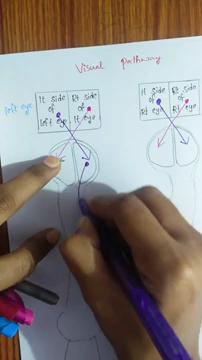 Visual Pathway
left eye
lt side
of
left eye
Rt side
of
lt eye
lt side
of
Rt eye
Rt side
of
Rt eye